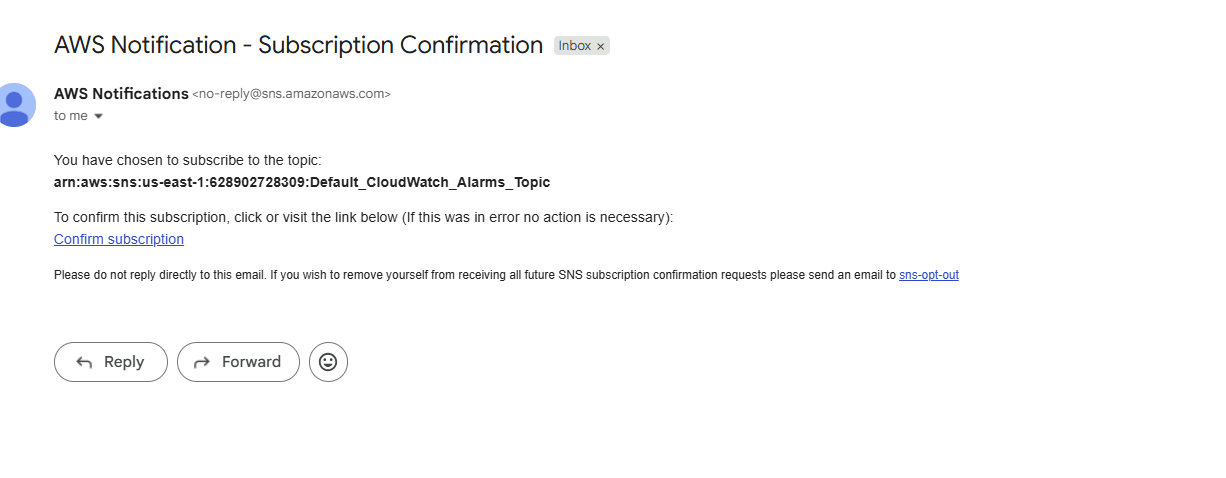 AWS Notification - Subscription Confirmation Inbox ×
AWS Notifications <no-reply@sns.amazonaws.com>
to me
You have chosen to subscribe to the topic:
arn:aws:sns:us-east-1:628902728309:Default_CloudWatch_Alarms_Topic
To confirm this subscription, click or visit the link below (If this was in error no action is necessary):
Confirm subscription
Please do not reply directly to this email. If you wish to remove yourself from receiving all future SNS subscription confirmation requests please send an email to sns-opt-out
Reply Forward